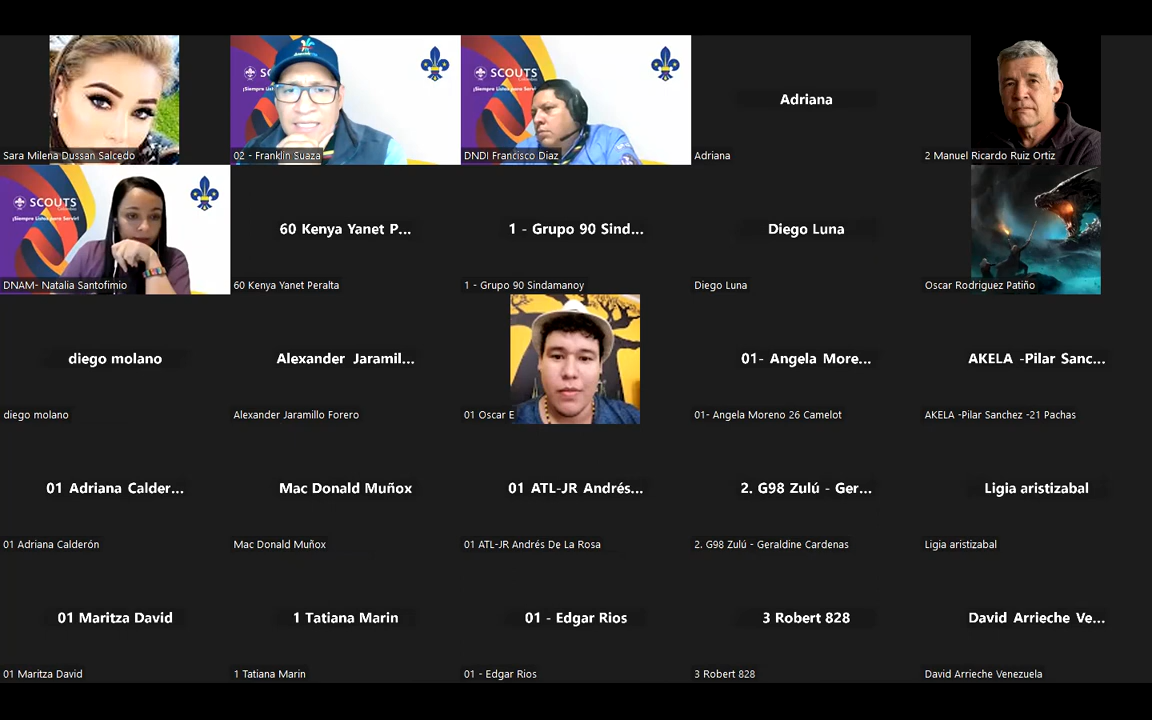 Sara Milena Dussan Salcedo
SC
¡Siempre Lis
02 - Franklin Suaza
SCOUTS
Colombia
¡Siempre Listos para Servir!
DNDI Francisco Diaz
Adriana
Adriana
2 Manuel Ricardo Ruiz Ortiz
SCOUTS
Colombia
¡Siempre Listos para Servir!
DNAM- Natalia Santofimio
60 Kenya Yanet P...
60 Kenya Yanet Peralta
1 - Grupo 90 Sind...
1 - Grupo 90 Sindamanoy
Diego Luna
Diego Luna
Oscar Rodriguez Patiño
diego molano
diego molano
Alexander Jaramil...
Alexander Jaramillo Forero
01 Oscar E
01- Angela More...
01- Angela Moreno 26 Camelot
AKELA -Pilar Sanc...
AKELA -Pilar Sanchez -21 Pachas
01 Adriana Calder...
01 Adriana Calderón
Mac Donald Muñox
Mac Donald Muñox
01 ATL-JR Andrés...
01 ATL-JR Andrés De La Rosa
2. G98 Zulú - Ger...
2. G98 Zulú - Geraldine Cardenas
Ligia aristizabal
Ligia aristizabal
01 Maritza David
01 Maritza David
1 Tatiana Marin
1 Tatiana Marin
01 - Edgar Rios
01 - Edgar Rios
3 Robert 828
3 Robert 828
David Arrieche Ve...
David Arrieche Venezuela